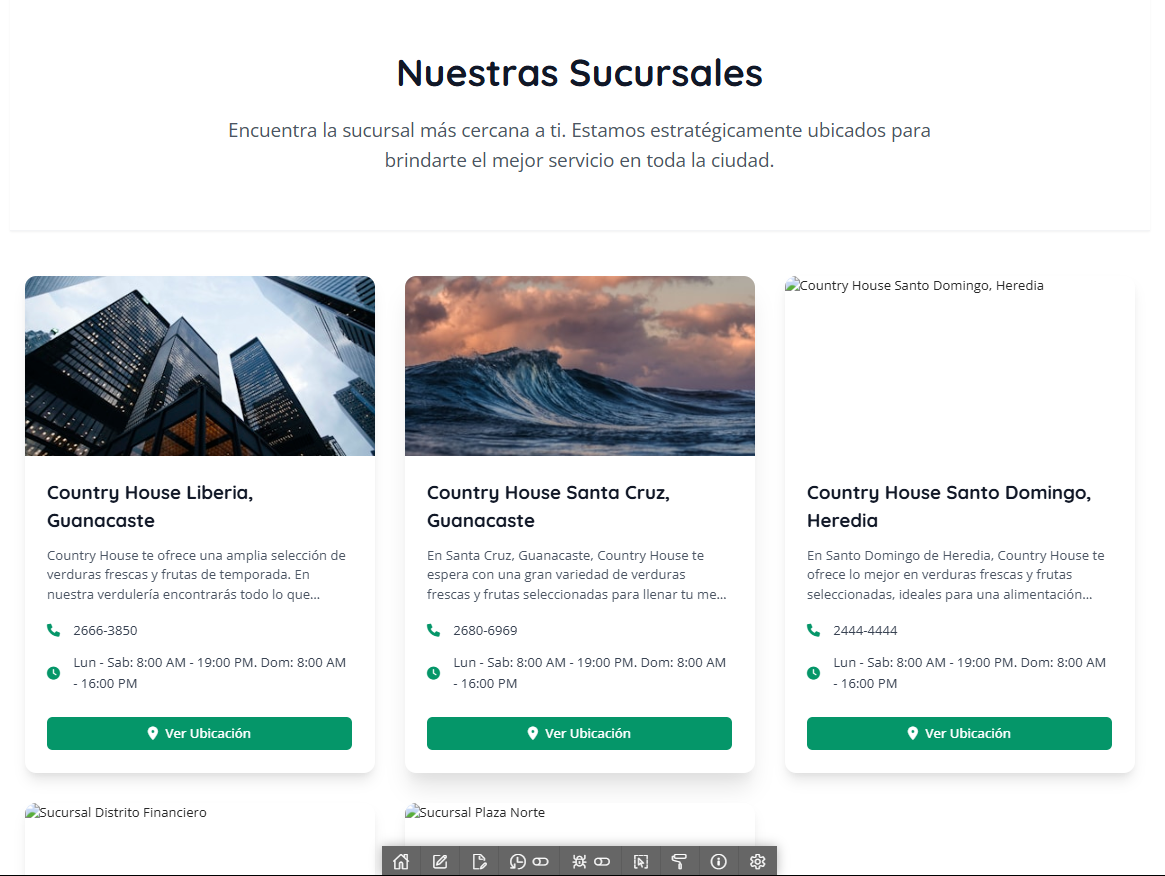 Nuestras Sucursales
Encuentra la sucursal más cercana a ti. Estamos estratégicamente ubicados para
brindarte el mejor servicio en toda la ciudad.
Country House Santo Domingo, Heredia
Country House Liberia,
Guanacaste
Country House te ofrece una amplia selección de
verduras frescas y frutas de temporada. En
nuestra verdulería encontrarás todo lo que...
2666-3850
Lun - Sab: 8:00 AM - 19:00 PM. Dom: 8:00 AM
- 16:00 PM
Ver Ubicación
Country House Santa Cruz,
Guanacaste
En Santa Cruz, Guanacaste, Country House te
espera con una gran variedad de verduras
frescas y frutas seleccionadas para llenar tu me...
2680-6969
Lun - Sab: 8:00 AM - 19:00 PM. Dom: 8:00 AM
- 16:00 PM
Ver Ubicación
Country House Santo Domingo,
Heredia
En Santo Domingo de Heredia, Country House te
ofrece lo mejor en verduras frescas y frutas
seleccionadas, ideales para una alimentación...
2444-4444
Lun - Sab: 8:00 AM - 19:00 PM. Dom: 8:00 AM
- 16:00 PM
Ver Ubicación
Sucursal Distrito Financiero
Sucursal Plaza Norte